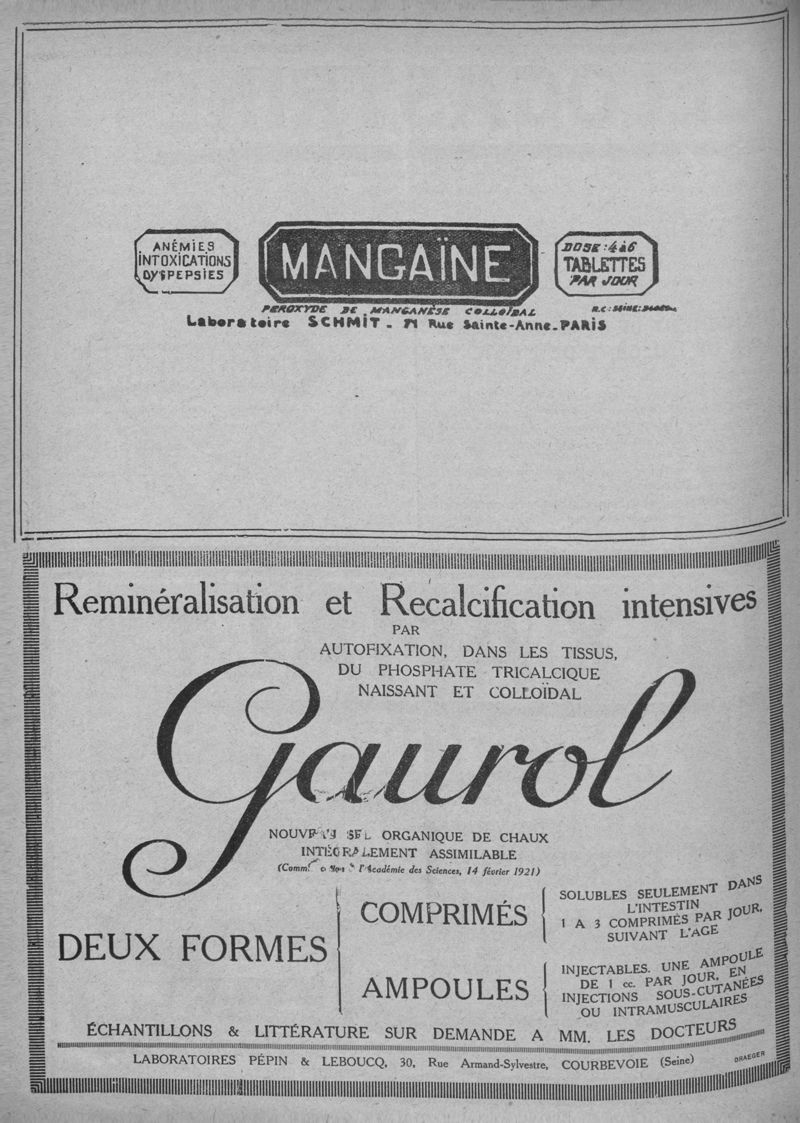 ANÉMIES
INTOXICATIONS
DYSPEPSIES
MANGAÏNE
DOSE: 4 à 6
TABLETTES
PAR JOUR
PEROXYDE DE MANGANÈSE COLLOÏDAL
R.C: SEINE:
Laboratoire SCHMIT - 71 Rue Sainte-Anne-PARIS
Reminéralisation et Recalcification intensives
PAR
AUTOFIXATION, DANS LES TISSUS,
DU PHOSPHATE TRICALCIQUE
NAISSANT ET COLLOÏDAL
Gaurol
NOUVEAU SEL ORGANIQUE DE CHAUX
INTÉGRALEMENT ASSIMILABLE
l'Académie des Sciences, 14 février 1921)
DEUX FORMES
COMPRIMÉS
SOLUBLES SEULEMENT DANS
L'INTESTIN
1 A 3 COMPRIMÉS PAR JOUR,
SUIVANT L'AGE
AMPOULES
INJECTABLES. UNE AMPOULE
DE 1 cc. PAR JOUR, EN
INJECTIONS SOUS-CUTANÉES
OU INTRAMUSCULAIRES
ÉCHANTILLONS & LITTÉRATURE SUR DEMANDE A MM. LES DOCTEURS
LABORATOIRES PÉPIN & LEBOUCQ, 30, Rue Armand-Sylvestre, COURBEVOIE (Seine)
DRAEGER